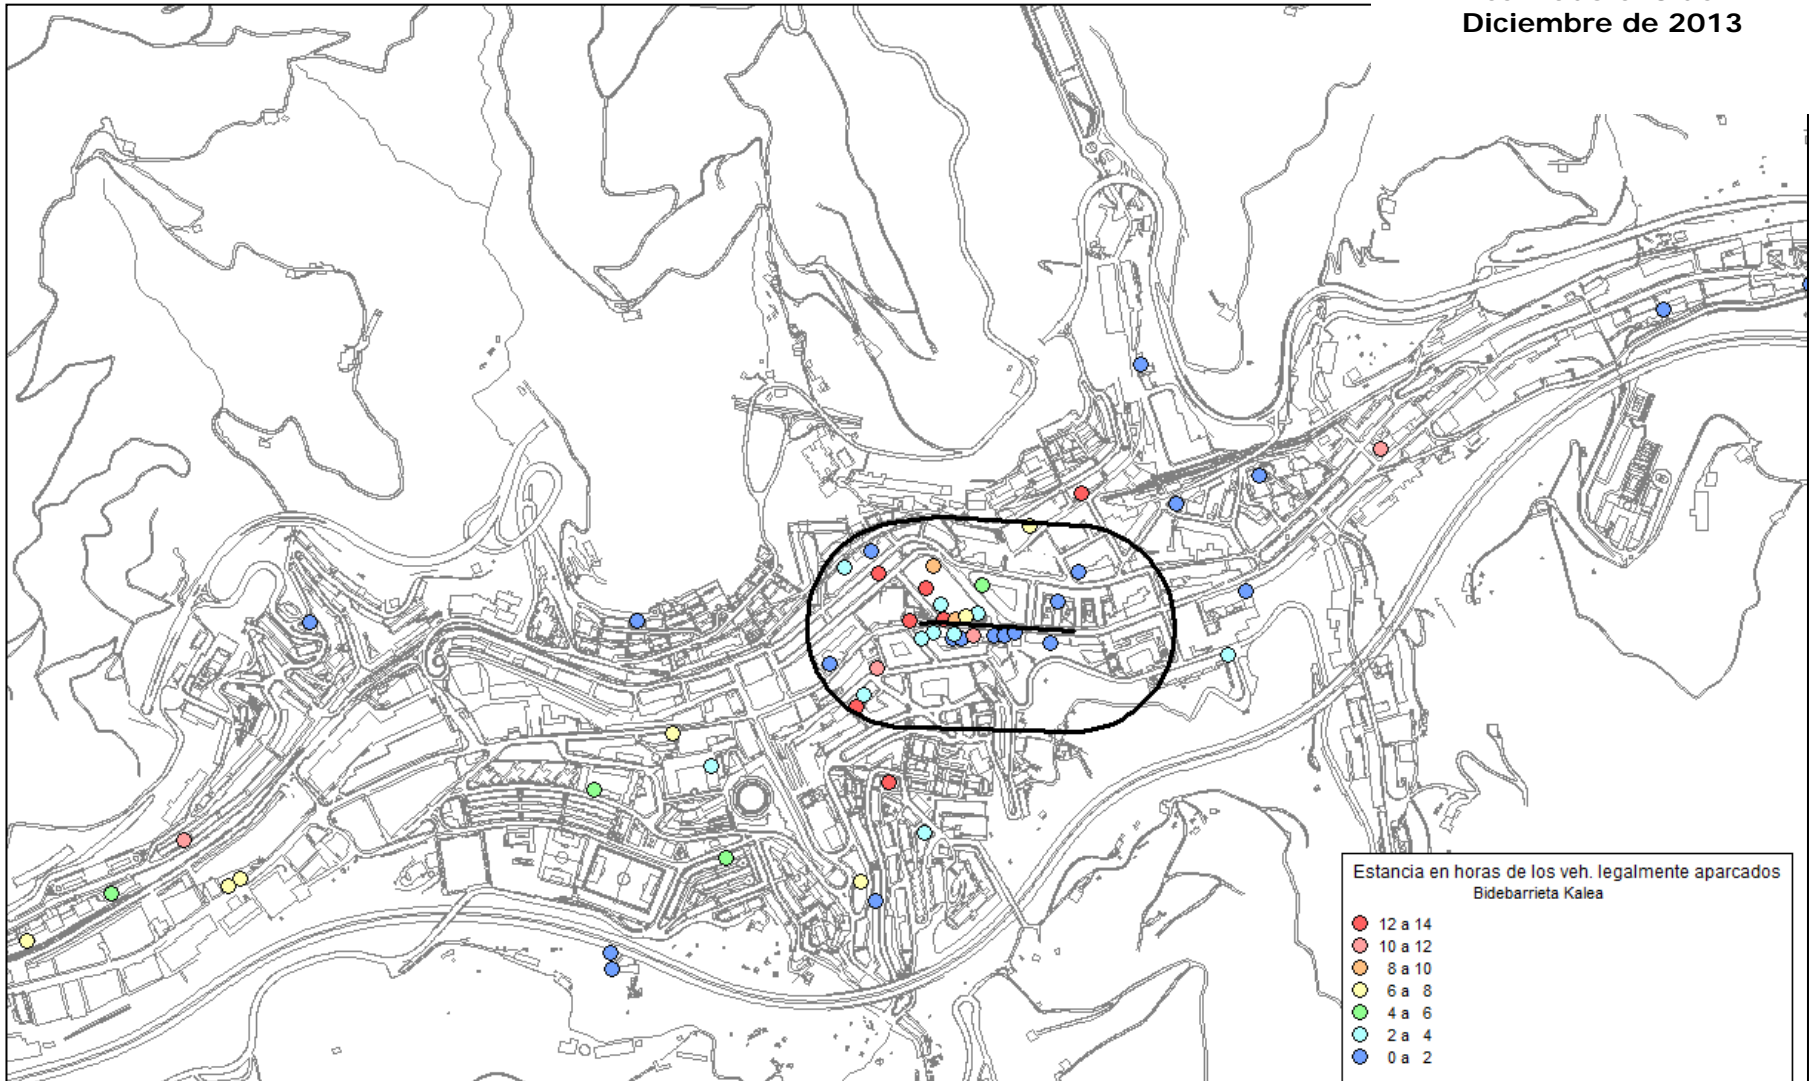 Diciembre de 2013
Estancia en horas de los veh. legalmente aparcados
Bidebarrieta Kalea
12 a 14
10 a 12
8 a 10
6 a 8
4 a 6
2 a 4
0 a 2